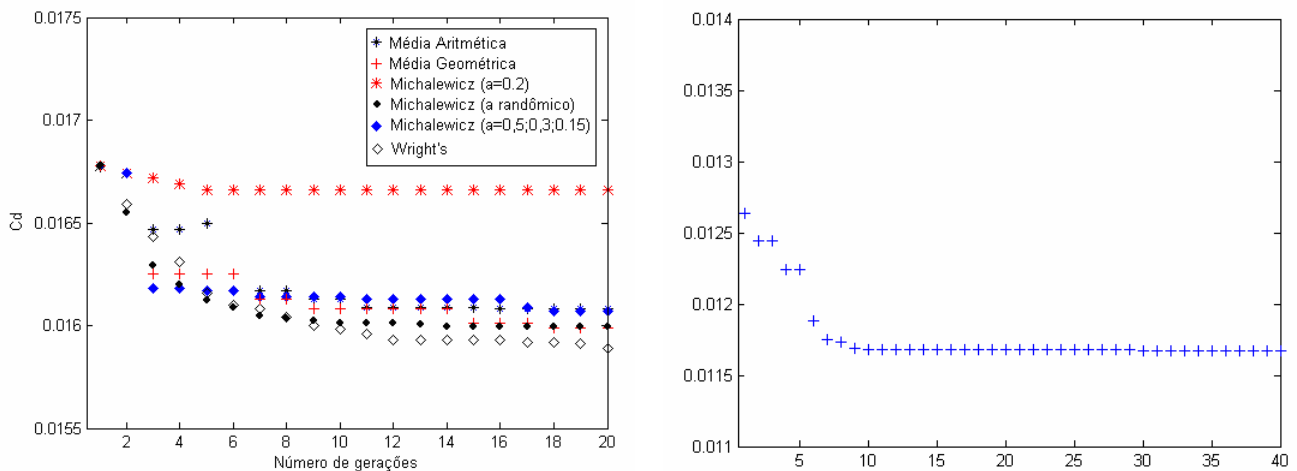 0.0175
0.017
0.0165
0.016
0.0155
Cd
Média Aritmética
Média Geométrica
Michalewicz (a=0.2)
Michalewicz (a randômico)
Michalewicz (a=0,5;0,3;0.15)
Wright's
2 4 6 8 10 12 14 16 18 20
Número de gerações
0.014
0.0135
0.013
0.0125
0.012
0.0115
0.011
5 10 15 20 25 30 35 40